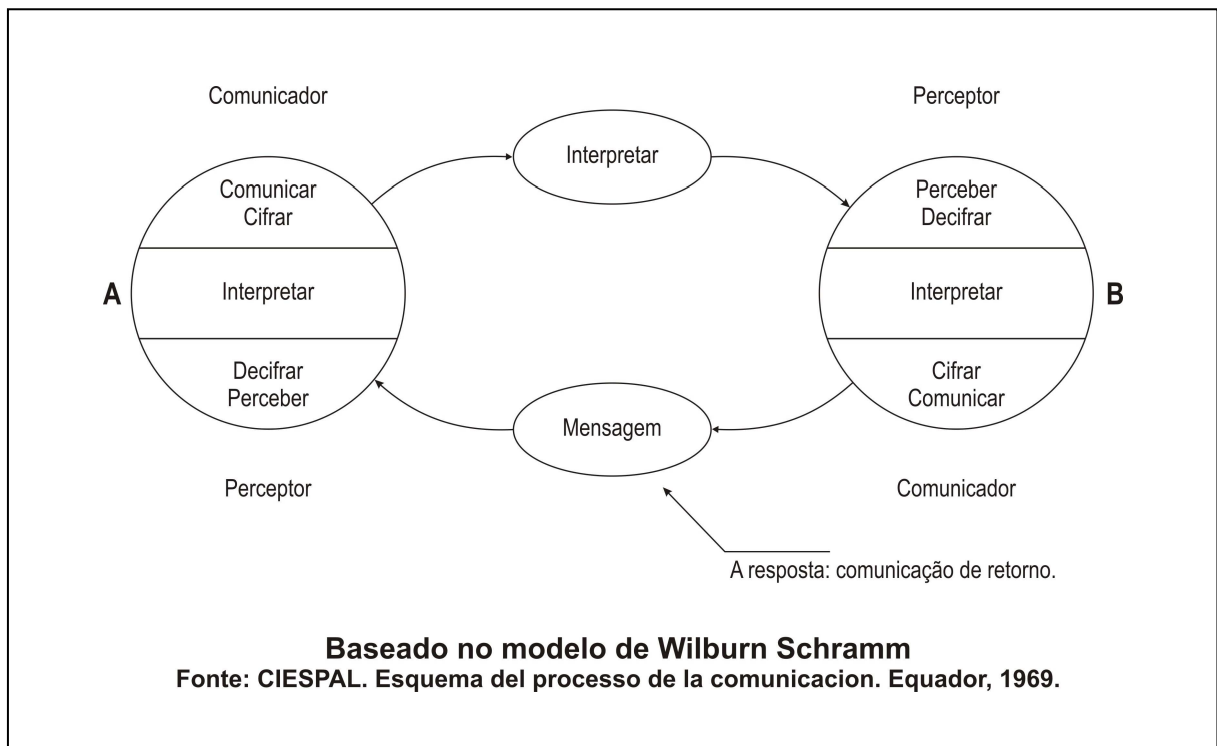 Comunicador
Perceptor
Interpretar
Comunicar
Cifrar
Perceber
Decifrar
A
Interpretar
Interpretar
B
Decifrar
Perceber
Cifrar
Comunicar
Mensagem
Perceptor
Comunicador
A resposta: comunicação de retorno.
Baseado no modelo de Wilburn Schramm
Fonte: CIESPAL. Esquema del processo de la comunicacion. Equador, 1969.